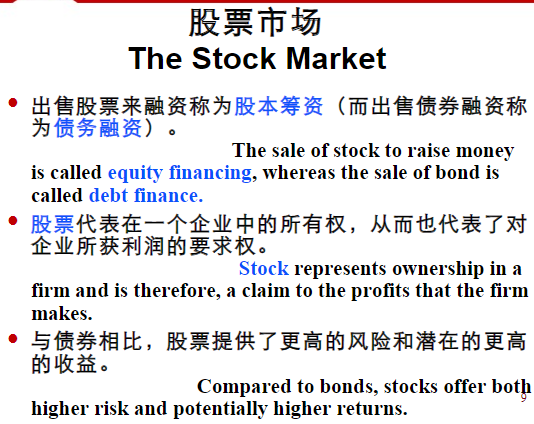 股票市场
The Stock Market
出售股票来融资称为股本筹资（而出售债券融资称
为债务融资）。
The sale of stock to raise money
is called equity financing, whereas the sale of bond is
called debt finance.
股票代表在一个企业中的所有权，从而也代表了对
企业所获利润的要求权。
Stock represents ownership in a
firm and is therefore, a claim to the profits that the firm
makes.
与债券相比，股票提供了更高的风险和潜在的更高
的收益。
Compared to bonds, stocks offer both
higher risk and potentially higher returns.
9